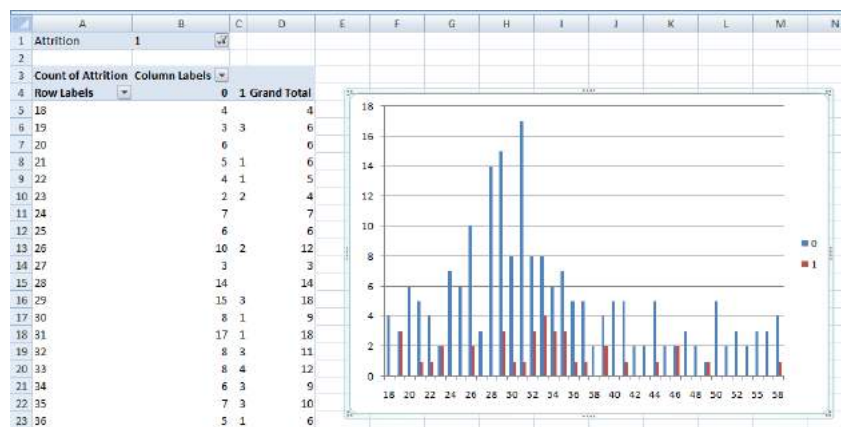 A B C D E F G H I J K L M N
1 Attrition 1
2
3 Count of Attrition Column Labels
4 Row Labels 0 1 Grand Total
5 18 4 4
6 19 3 3 6
7 20 6 6
8 21 5 1 6
9 22 4 1 5
10 23 2 2 4
11 24 7 7
12 25 6 6
13 26 10 2 12
14 27 3 3
15 28 14 14
16 29 15 3 18
17 30 8 1 9
18 31 17 1 18
19 32 8 3 11
20 33 8 4 12
21 34 6 3 9
22 35 7 3 10
23 36 5 1 6
18
16
14
12
10
8
6
4
2
0
18 20 22 24 26 28 30 32 34 36 38 40 42 44 46 48 50 52 54 56 58
0
1